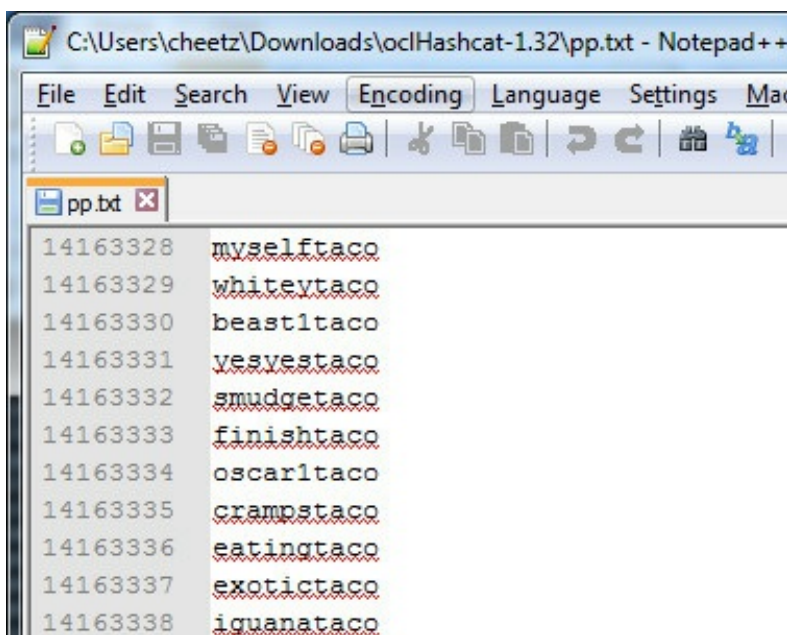 C:\Users\cheetz\Downloads\oclHashcat-1.32\pp.txt - Notepad++
File Edit Search View Encoding Language Settings Mac
pp.txt
14163328 myselftaco
14163329 whiteytaco
14163330 beast1taco
14163331 yesyestaco
14163332 smudgetaco
14163333 finishtaco
14163334 oscar1taco
14163335 crampstaco
14163336 eatingtaco
14163337 exotictaco
14163338 iguanataco